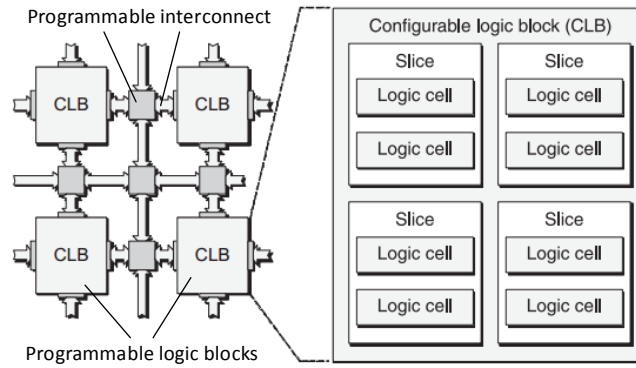 Programmable interconnect
CLB
CLB
CLB
CLB
Programmable logic blocks
Configurable logic block (CLB)
Slice
Logic cell
Logic cell
Slice
Logic cell
Logic cell
Slice
Logic cell
Logic cell
Slice
Logic cell
Logic cell